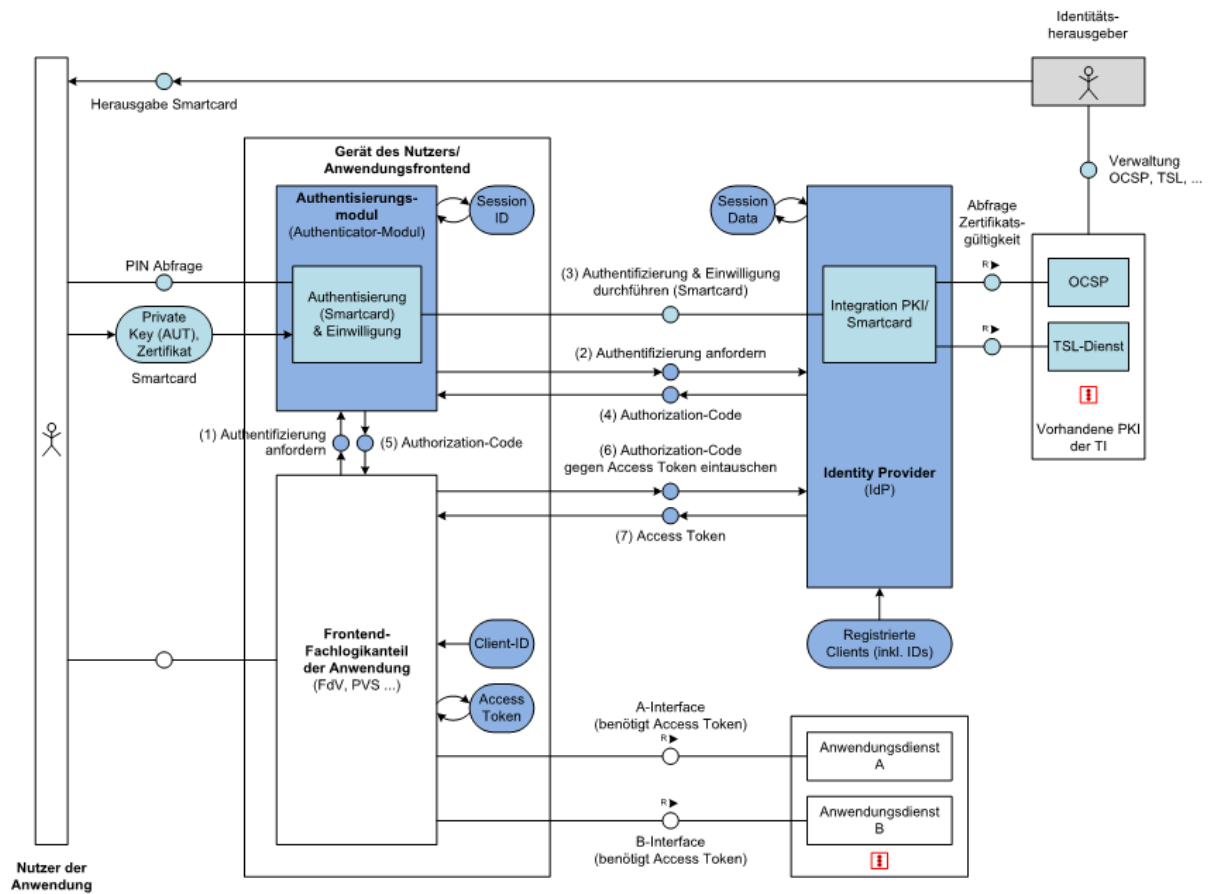 Identitäts-
herausgeber
Herausgabe Smartcard
Verwaltung
OCSP, TSL, ...
Gerät des Nutzers/
Anwendungsfrontend
Authentisierungs-
modul
(Authenticator-Modul)
Session
ID
Session
Data
Abfrage
Zertifikats-
gültigkeit
PIN Abfrage
Authentisierung
(Smartcard)
& Einwilligung
(3) Authentifizierung & Einwilligung
durchführen (Smartcard)
Integration PKI/
Smartcard
R
OCSP
Private
Key (AUT),
Zertifikat
Smartcard
R
TSL-Dienst
(2) Authentifizierung anfordern
(4) Authorization-Code
Vorhandene PKI
der TI
(1) Authentifizierung
anfordern
(5) Authorization-Code
(6) Authorization-Code
gegen Access Token eintauschen
Identity Provider
(IdP)
(7) Access Token
Frontend-
Fachlogikanteil
der Anwendung
(FdV, PVS ...)
Client-ID
Registrierte
Clients (inkl. IDs)
Access
Token
A-Interface
(benötigt Access Token)
R
Anwendungsdienst
A
R
Anwendungsdienst
B
B-Interface
(benötigt Access Token)
Nutzer der
Anwendung